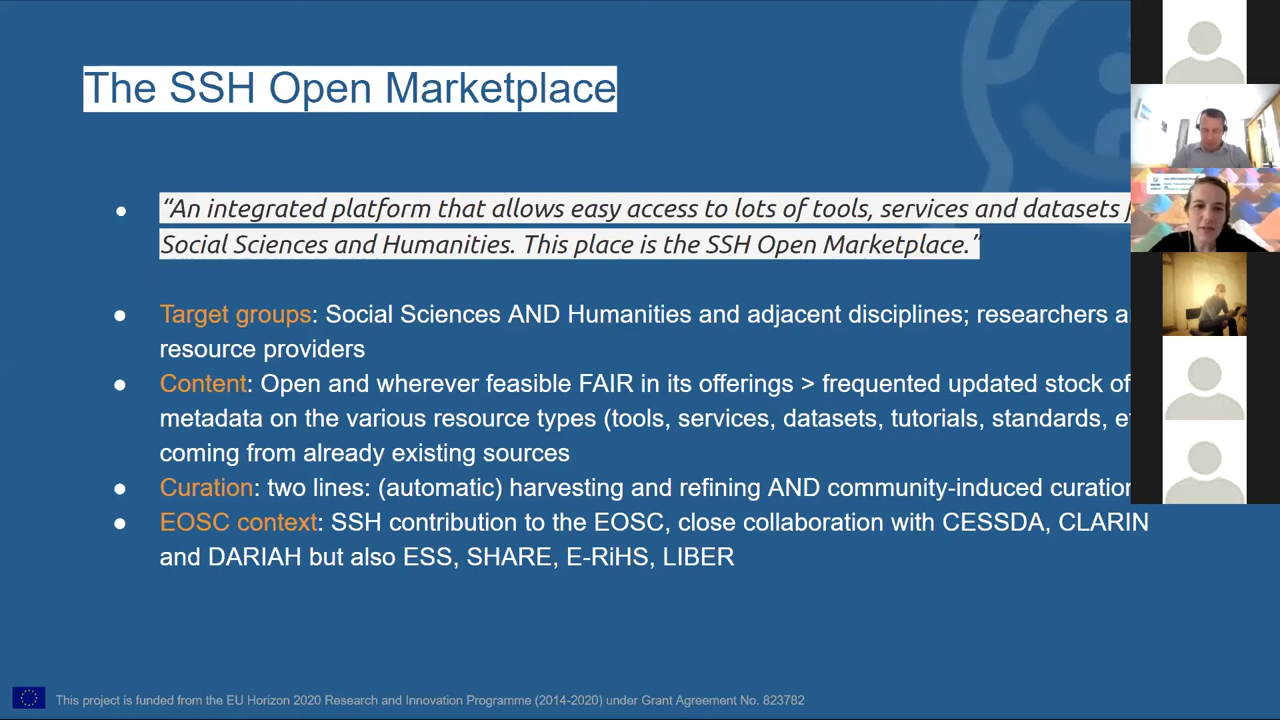 The SSH Open Marketplace
“An integrated platform that allows easy access to lots of tools, services and datasets
Social Sciences and Humanities. This place is the SSH Open Marketplace.”
Target groups: Social Sciences AND Humanities and adjacent disciplines; researchers
resource providers
Content: Open and wherever feasible FAIR in its offerings > frequented updated stock of
metadata on the various resource types (tools, services, datasets, tutorials, standards,
coming from already existing sources
Curation: two lines: (automatic) harvesting and refining AND community-induced curation
EOSC context: SSH contribution to the EOSC, close collaboration with CESSDA, CLARIN
and DARIAH but also ESS, SHARE, E-RiHS, LIBER
This project is funded from the EU Horizon 2020 Research and Innovation Programme (2014-2020) under Grant Agreement No. 823782